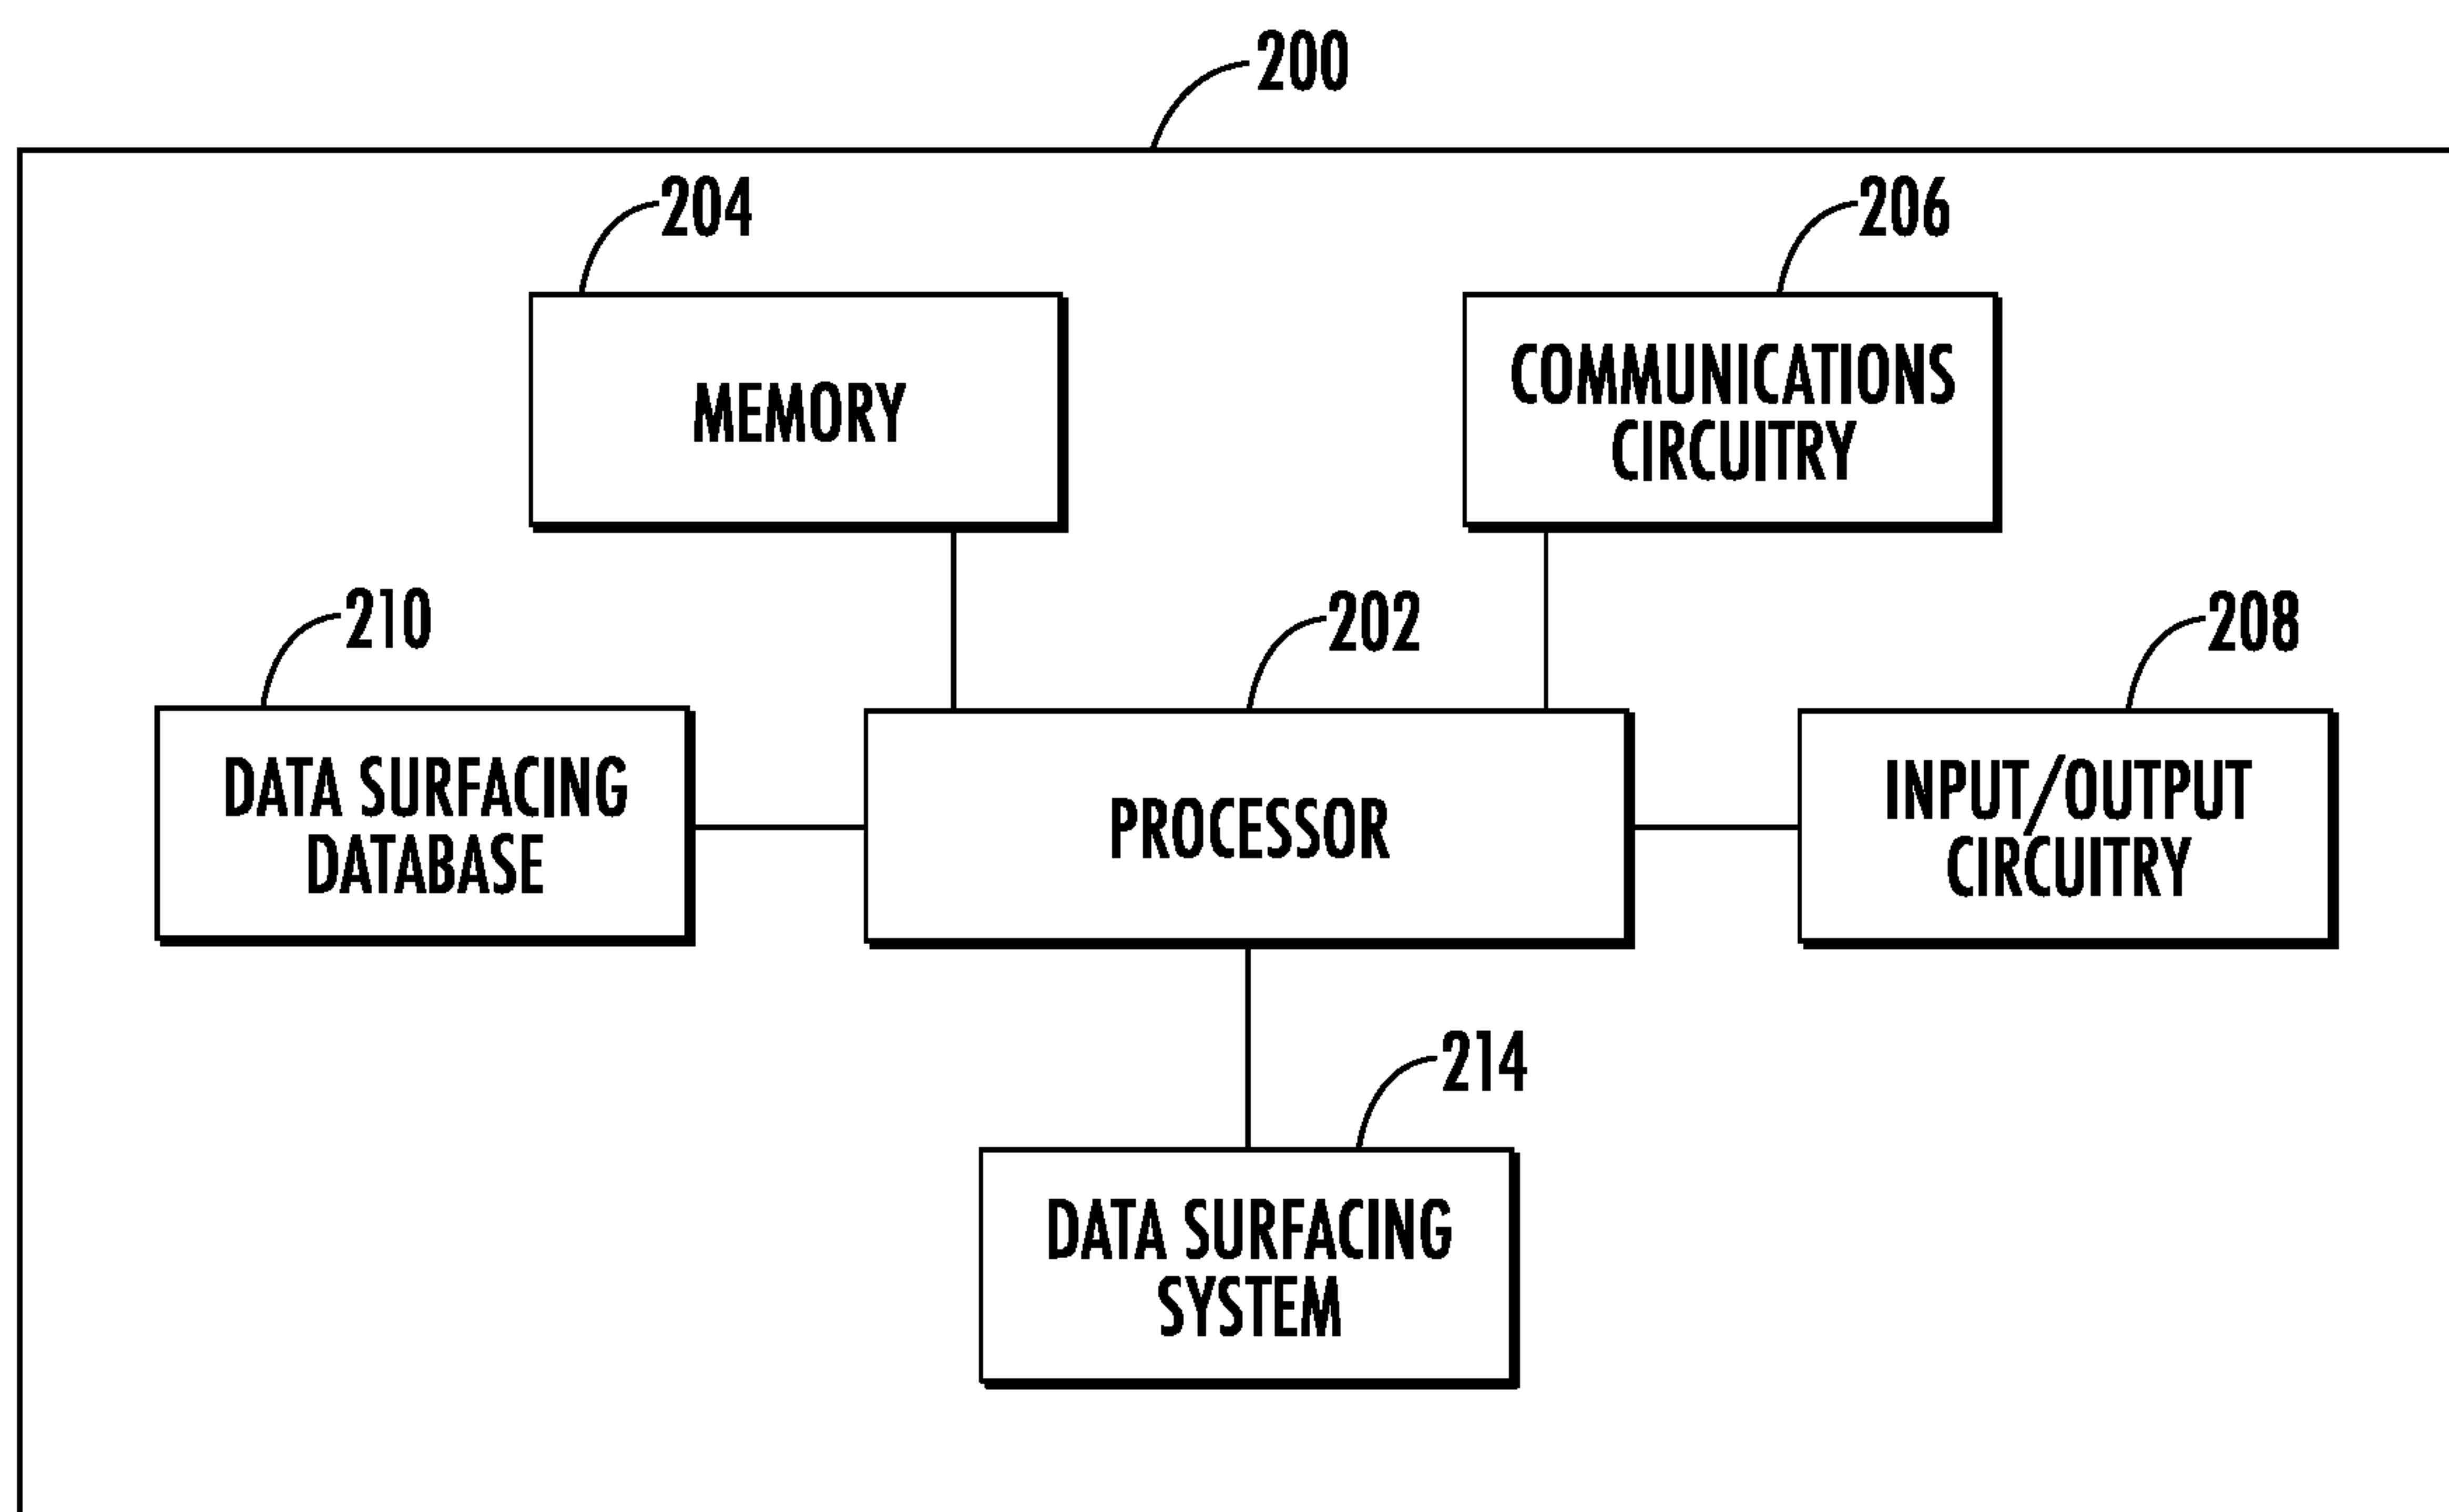 200
204
206
MEMORY
COMMUNICATIONS
CIRCUITRY
210
202
208
DATA SURFACING
DATABASE
PROCESSOR
INPUT/OUTPUT
CIRCUITRY
214
DATA SURFACING
SYSTEM